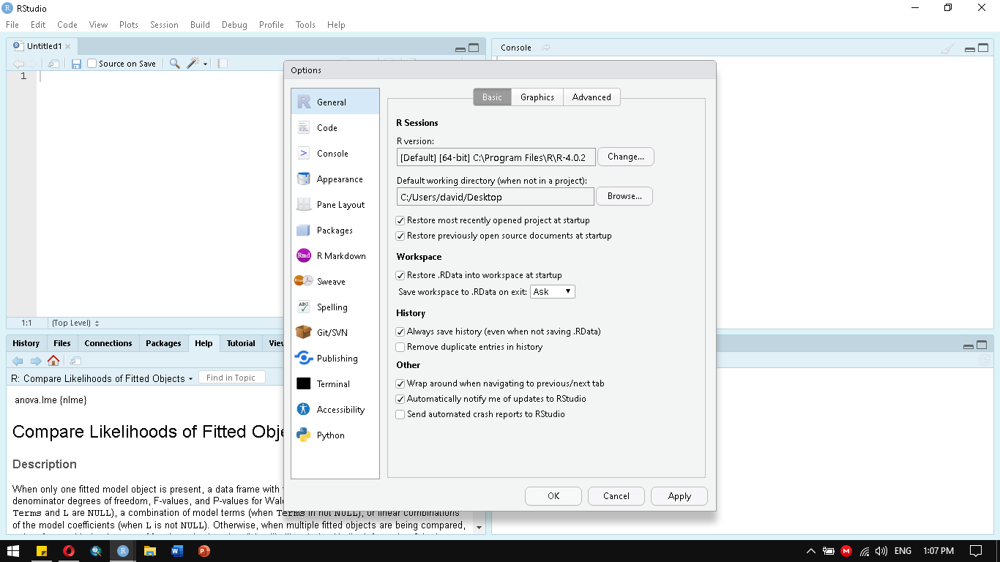 RStudio
File Edit Code View Plots Session Build Debug Profile Tools Help
Untitled1
Source on Save
1
1:1 (Top Level)
Console
Options
General
Code
Console
Appearance
Pane Layout
Packages
R Markdown
Sweave
Spelling
Git/SVN
Publishing
Terminal
Accessibility
Python
Basic Graphics Advanced
R Sessions
R version:
[Default] [64-bit] C:\Program Files\R\R-4.0.2 Change...
Default working directory (when not in a project):
C:/Users/david/Desktop Browse...
Restore most recently opened project at startup
Restore previously open source documents at startup
Workspace
Restore .RData into workspace at startup
Save workspace to .RData on exit: Ask
History
Always save history (even when not saving .RData)
Remove duplicate entries in history
Other
Wrap around when navigating to previous/next tab
Automatically notify me of updates to RStudio
Send automated crash reports to RStudio
OK Cancel Apply
History Files Connections Packages Help Tutorial
R: Compare Likelihoods of Fitted Objects Find in Topic
anova.lme {nlme}
Compare Likelihoods of Fitted
Description
When only one fitted model object is present, a data frame with
denominator degrees of freedom, F-values, and P-values for
Terms and L are NULL), a combination of model terms (when Terms in not NULL), or linear combinations
of the model coefficients (when L is not NULL). Otherwise, when multiple fitted objects are being compared,
ENG 1:07 PM